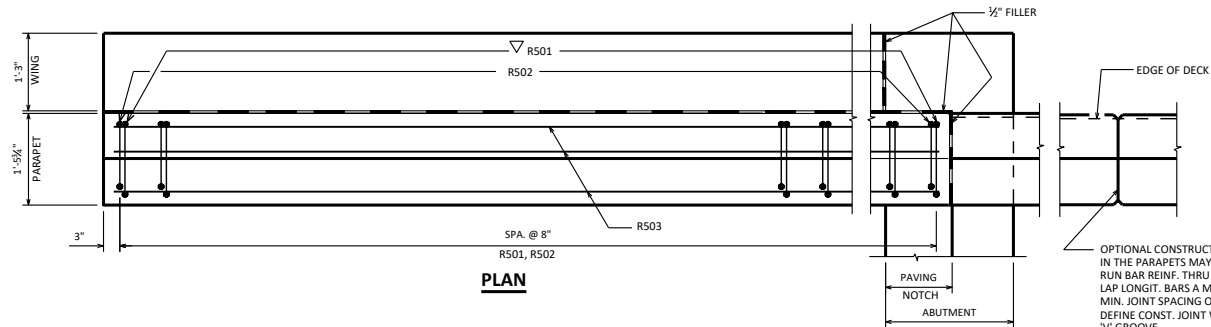 ½" FILLER
R501
R502
EDGE OF DECK
1'-3"
WING
1'-5¾"
PARAPET
R503
3"
SPA. @ 8"
R501, R502
PLAN
PAVING
NOTCH
ABUTMENT
OPTIONAL CONSTRUCT
IN THE PARAPETS MAY
RUN BAR REINF. THRU
LAP LONGIT. BARS A M
MIN. JOINT SPACING O
DEFINE CONST. JOINT W
'V' GROOVE